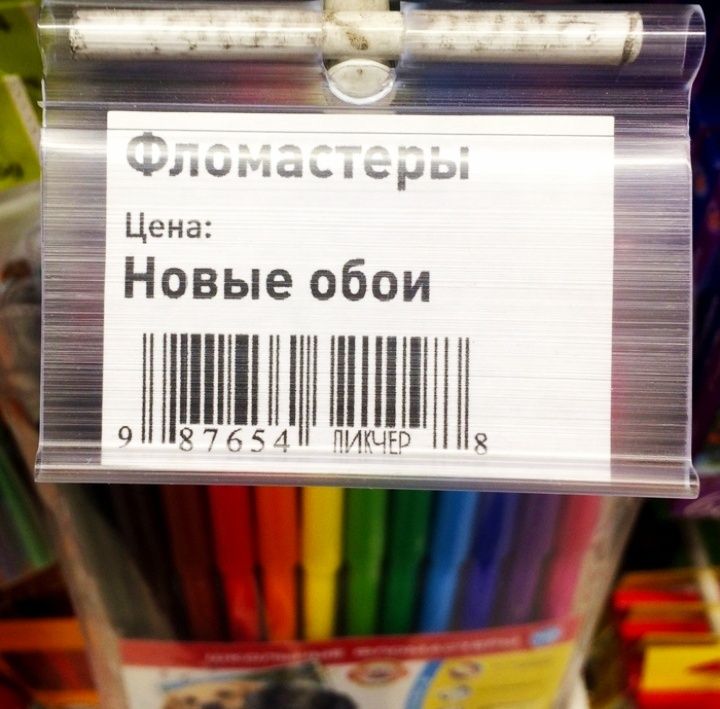 Фломастеры
Цена:
Новые обои
9 87654 ПИКЧЕР 8